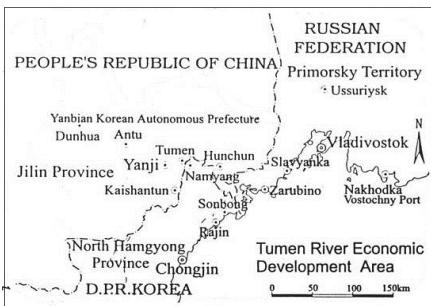 RUSSIAN
FEDERATION
PEOPLE'S REPUBLIC OF CHINA
Primorsky Territory
Ussuriysk
Yanbian Korean Autonomous Prefecture
Dunhua
Antu
Vladivostok
N
Tumen
Hunchun
Jilin Province
Yanji
Slavyanka
Namyang
Kaishantun
Zarubino
Nakhodka
Vostochny Port
Sonbong
Rajin
North Hamgyong
Province
Chongjin
D.P.R.KOREA
Tumen River Economic
Development Area
0 50 100 150km